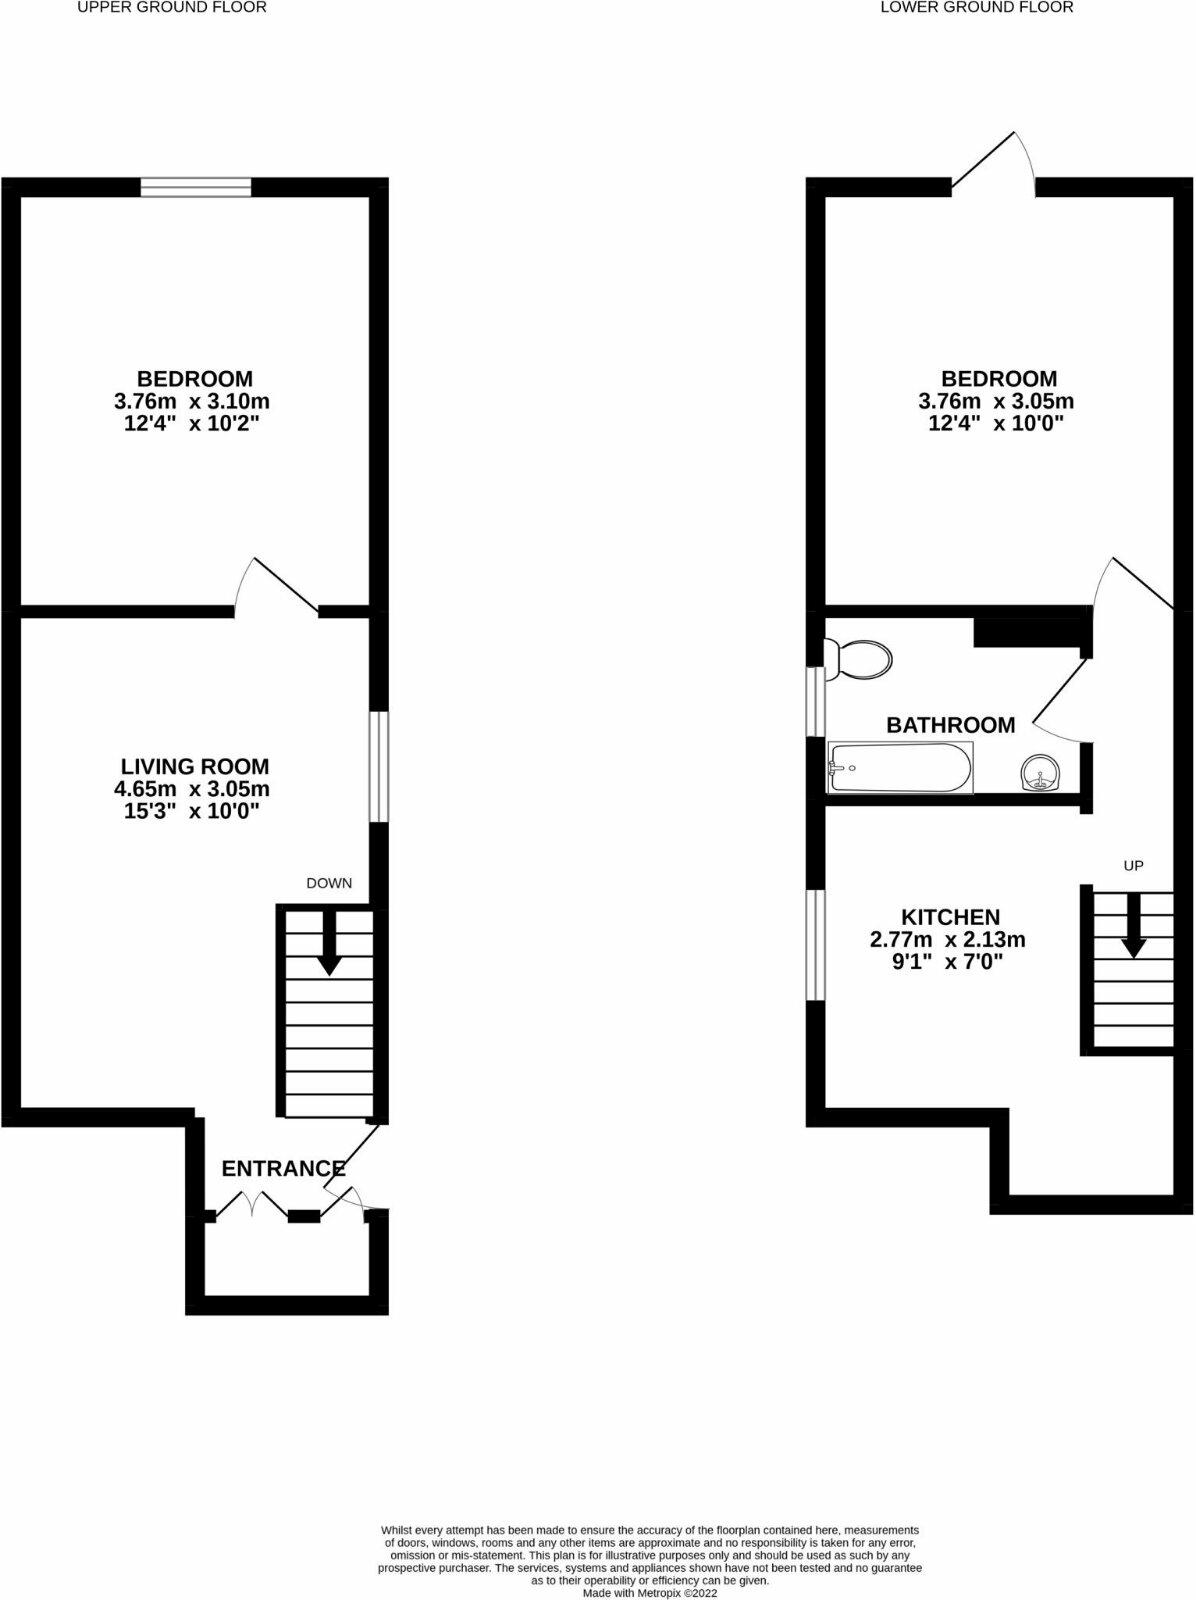 UPPER GROUND FLOOR
LOWER GROUND FLOOR
BEDROOM
3.76m x 3.10m
12'4" x 10'2"
BEDROOM
3.76m x 3.05m
12'4" x 10'0"
LIVING ROOM
4.65m x 3.05m
15'3" x 10'0"
DOWN
ENTRANCE
BATHROOM
UP
KITCHEN
2.77m x 2.13m
9'1" x 7'0"
Whilst every attempt has been made to ensure the accuracy of the floorplan contained here, measurements
of doors, windows, rooms and any other items are approximate and no responsibility is taken for any error,
omission or mis-statement. This plan is for illustrative purposes only and should be used as such by any
prospective purchaser. The services, systems and appliances shown have not been tested and no guarantee
as to their operability or efficiency can be given.
Made with Metropix ©2022